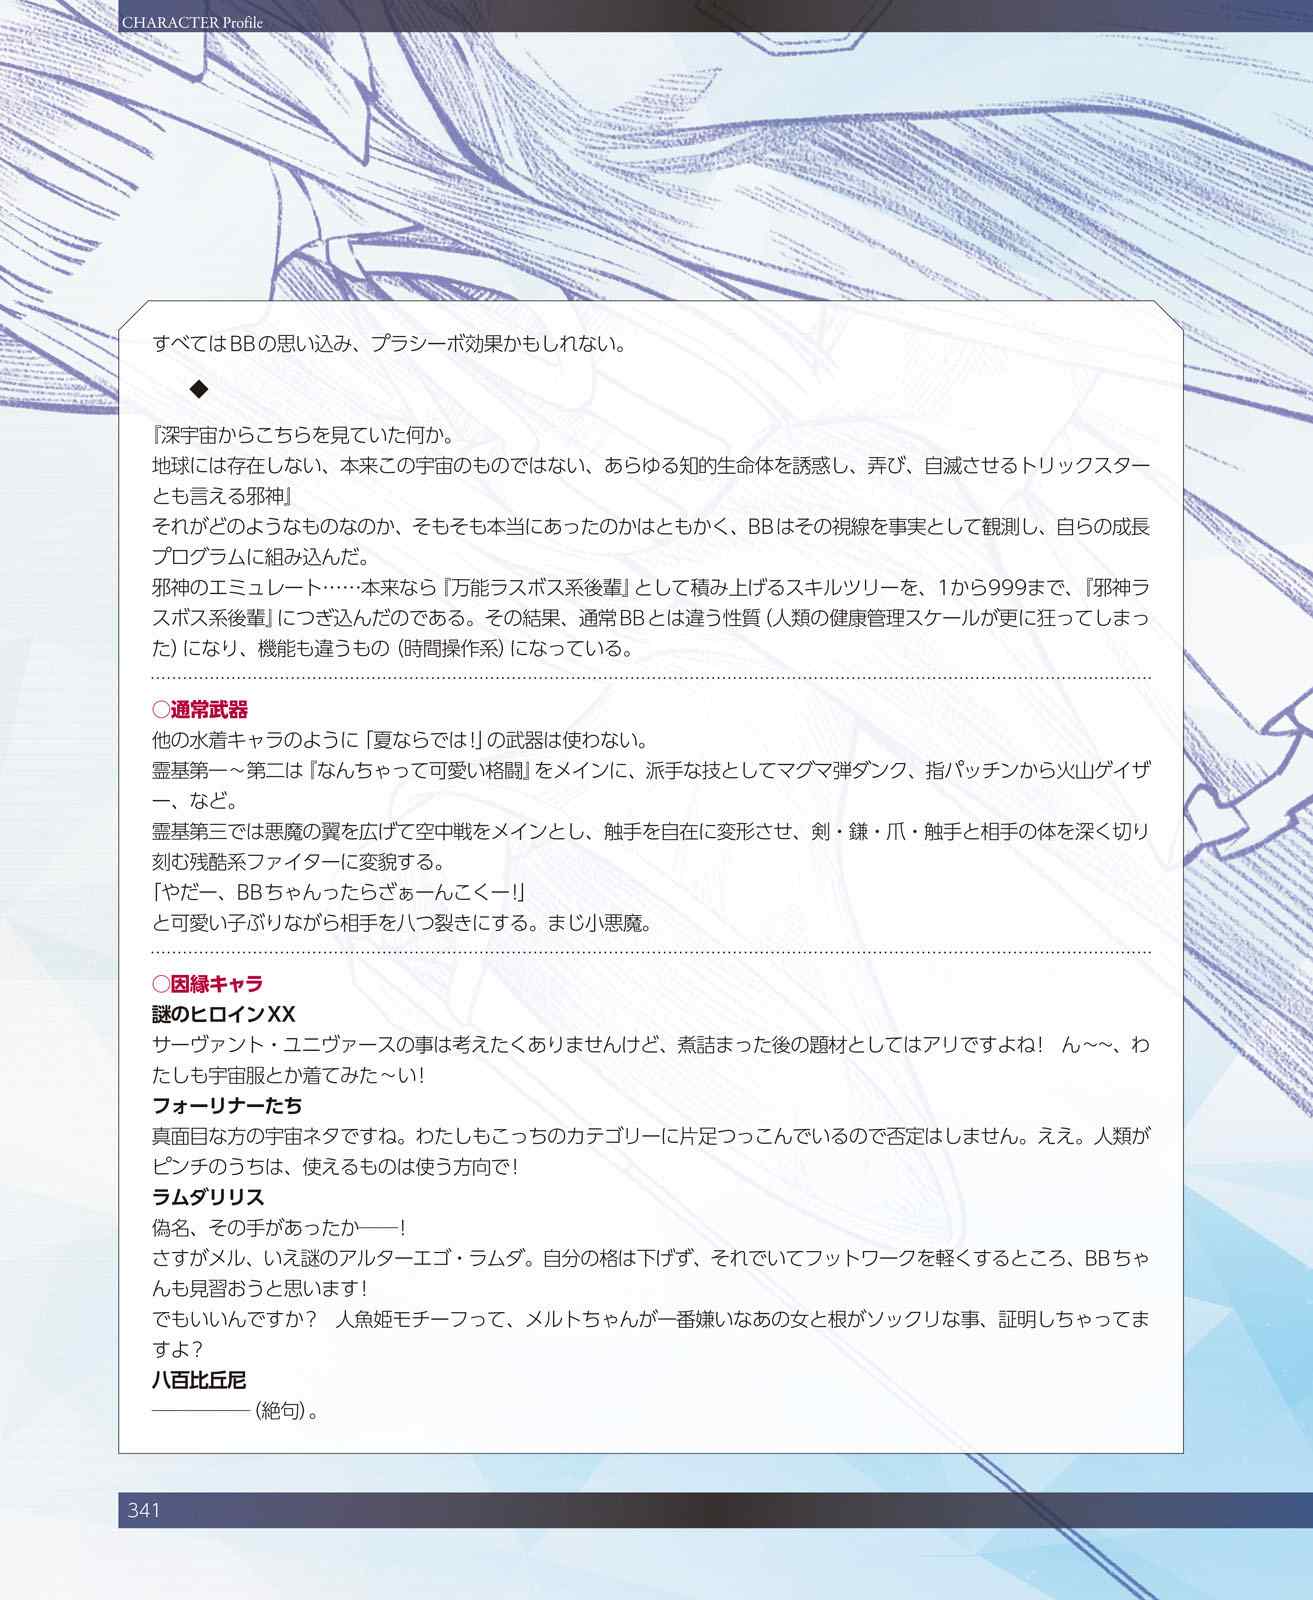 CHARACTER Profile
すべてはBBの思い込み、プラシーボ効果かもしれない。
◆
『深宇宙からこちらを見ていた何か。
地球には存在しない、本来この宇宙のものではない、あらゆる知的生命体を誘惑し、弄び、自滅させるトリックスター
とも言える邪神』
それがどのようなものなのか、そもそも本当にあったのかはともかく、BBはその視線を事実として観測し、自らの成長
プログラムに組み込んだ。
邪神のエミュレート……本来なら『万能ラスボス系後輩』として積み上げるスキルツリーを、1から999まで、『邪神ラ
スボス系後輩』につぎ込んだのである。その結果、通常BBとは違う性質（人類の健康管理スケールが更に狂ってしまっ
た）になり、機能も違うもの（時間操作系）になっている。
○通常武器
他の水着キャラのように「夏ならでは!」の武器は使わない。
霊基第一～第二は『なんちゃって可愛い格闘』をメインに、派手な技としてマグマ弾ダンク、指パッチンから火山ゲイザ
ー、など。
霊基第三では悪魔の翼を広げて空中戦をメインとし、触手を自在に変形させ、剣・鎌・爪・触手と相手の体を深く切り
刻む残酷系ファイターに変貌する。
「やだー、BBちゃんったらざぁーんこくー!」
と可愛い子ぶりながら相手を八つ裂きにする。まじ小悪魔。
○因縁キャラ
謎のヒロインXX
サーヴァント・ユニヴァースの事は考えたくありませんけど、煮詰まった後の題材としてはアリですよね！　ん～～、わ
たしも宇宙服とか着てみた～い！
フォーリナーたち
真面目な方の宇宙ネタですね。わたしもこっちのカテゴリーに片足つっこんでいるので否定はしません。ええ。人類が
ピンチのうちは、使えるものは使う方向で！
ラムダリリス
偽名、その手があったか――！
さすがメル、いえ謎のアルターエゴ・ラムダ。自分の格は下げず、それでいてフットワークを軽くするところ、BBちゃ
んも見習おうと思います！
でもいいんですか？　人魚姫モチーフって、メルトちゃんが一番嫌いなあの女と根がソックリな事、証明しちゃってま
すよ？
八百比丘尼
―――――（絶句）。
341